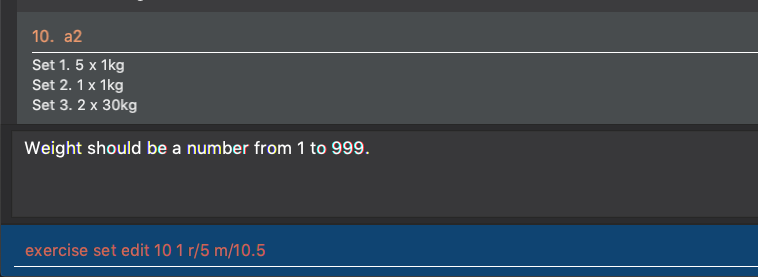 10. a2
Set 1. 5 x 1kg
Set 2. 1 x 1kg
Set 3. 2 x 30kg
Weight should be a number from 1 to 999.
exercise set edit 10 1 r/5 m/10.5